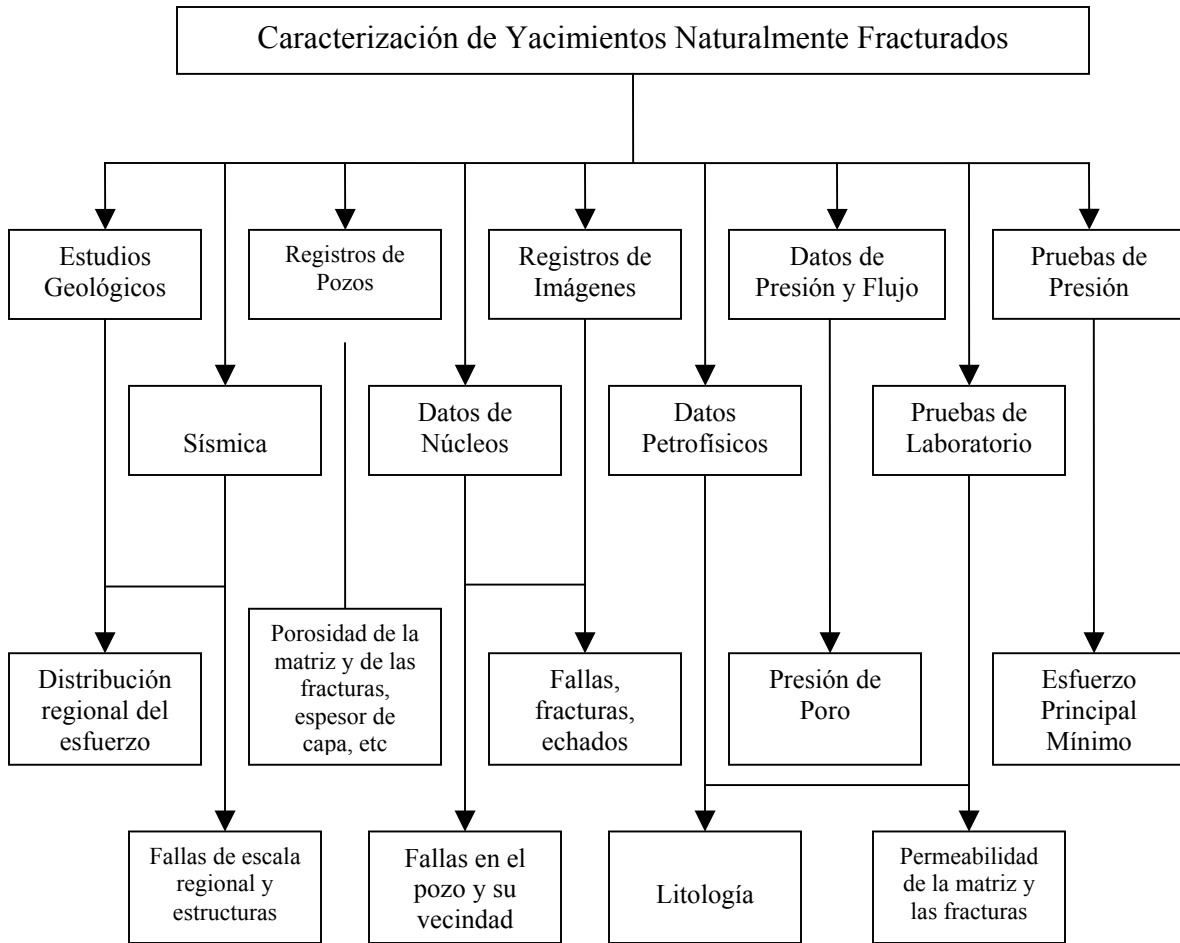 Caracterización de Yacimientos Naturalmente Fracturados
Estudios
Geológicos
Registros de
Pozos
Registros de
Imágenes
Datos de
Presión y Flujo
Pruebas de
Presión
Sísmica
Datos de
Núcleos
Datos
Petrofísicos
Pruebas de
Laboratorio
Distribución
regional del
esfuerzo
Porosidad de la
matriz y de las
fracturas,
espesor de
capa, etc
Fallas,
fracturas,
echados
Presión de
Poro
Esfuerzo
Principal
Mínimo
Fallas de escala
regional y
estructuras
Fallas en el
pozo y su
vecindad
Litología
Permeabilidad
de la matriz y
las fracturas